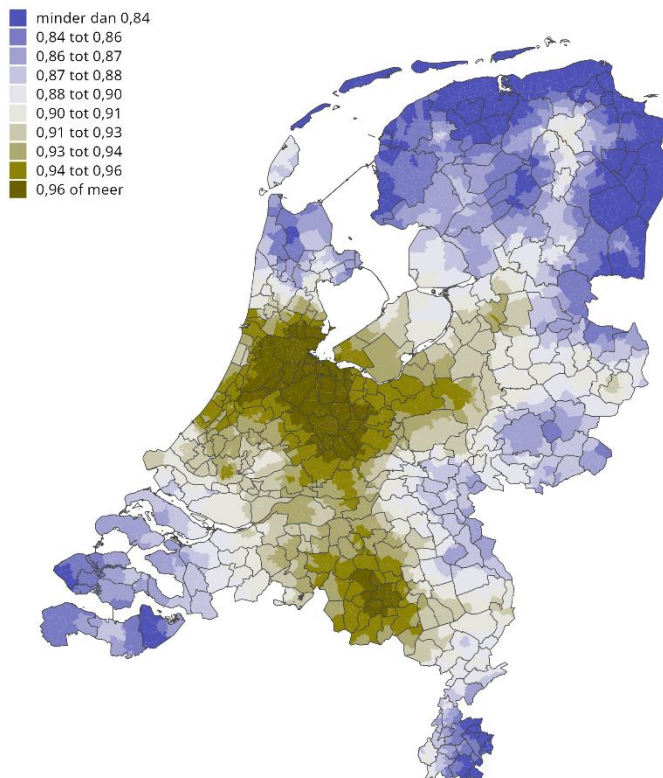 minder dan 0,84
0,84 tot 0,86
0,86 tot 0,87
0,87 tot 0,88
0,88 tot 0,90
0,90 tot 0,91
0,91 tot 0,93
0,93 tot 0,94
0,94 tot 0,96
0,96 of meer